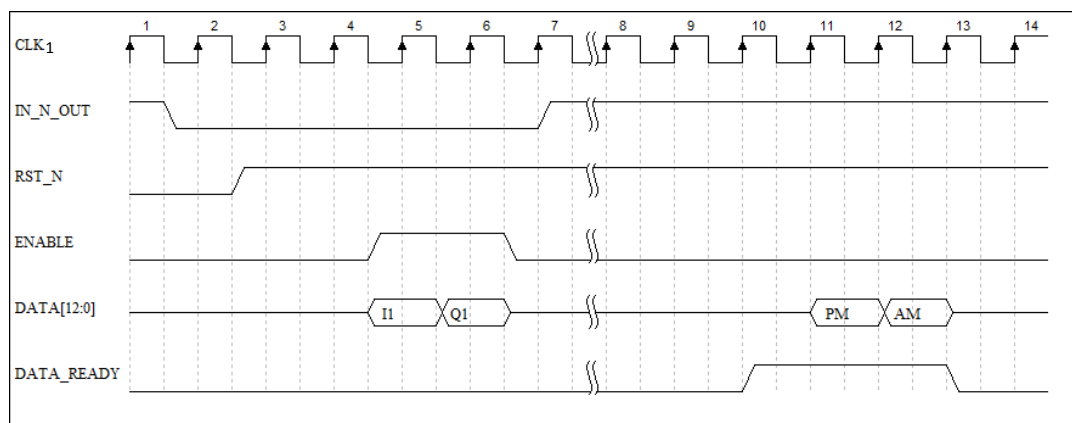 1 2 3 4 5 6 7 8 9 10 11 12 13 14
CLK1
IN_N_OUT
RST_N
ENABLE
DATA[12:0] I1 Q1 PM AM
DATA_READY